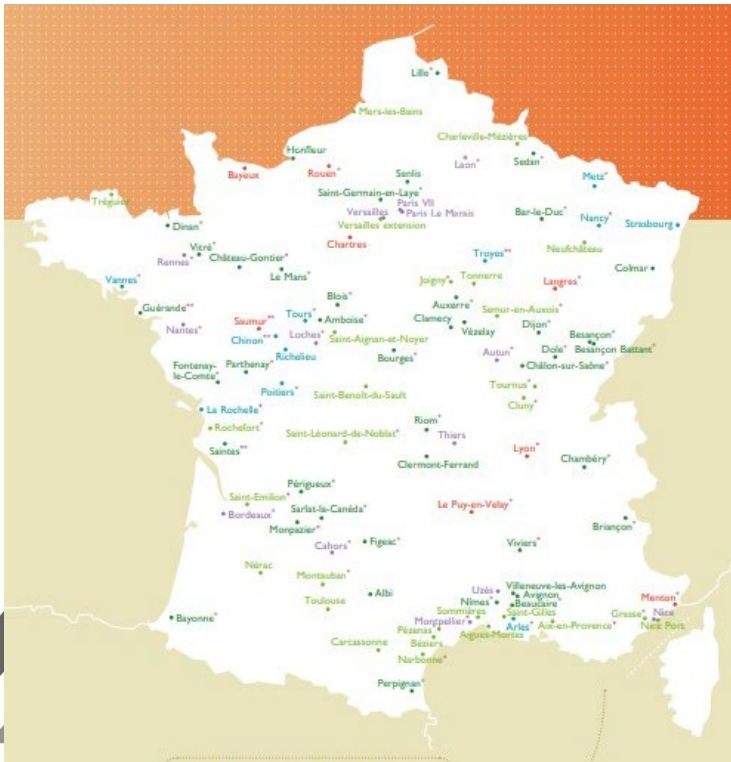 Lille*
Mers-les-Bains
Charleville-Mézières
Honfleur
Laon*
Sedan*
Bayeux
Rouen*
Senlis
Metz*
Saint-Germain-en-Laye*
Tréguier
Versailles
Paris VII
Paris Le Marais
Versailles extension
Bar-le-Duc*
Nancy*
Strasbourg
Dinan*
Chartres
Neufchâteau
Vitré*
Rennes*
Château-Gontier*
Troyes**
Colmar
Vannes*
Le Mans*
Joigny*
Tonnerre
Langres*
Blois*
Auxerre*
Semur-en-Auxois*
Guérande**
Saumur**
Tours*
Amboise*
Clamecy
Vézelay
Dijon*
Nantes*
Chinon**
Loches*
Saint-Aignan-et-Noyer
Besançon*
Richelieu
Bourges*
Autun*
Dole*
Besançon Battant*
Fontenay-
le-Comte*
Parthenay*
Châlon-sur-Saône*
Poitiers*
Saint-Benoît-du-Sault
Tournus*
Cluny*
La Rochelle*
Rochefort*
Saint-Léonard-de-Noblat*
Riom*
Thiers
Saintes**
Lyon*
Clermont-Ferrand
Chambéry*
Périgueux*
Saint-Emilion*
Sarlat-la-Canéda*
Le Puy-en-Velay*
Bordeaux*
Monpazier*
Briançon*
Cahors*
Figeac*
Viviers*
Nérac
Montauban*
Albi
Uzès
Villeneuve-les-Avignon
Toulouse
Nîmes*
Avignon
Beaucaire*
Menton*
Bayonne*
Sommières
Saint-Gilles
Grasse*
Nice
Montpellier*
Arles*
Aix-en-Provence*
Nice Port
Pézenas*
Aigues-Mortes
Carcassonne
Béziers
Narbonne*
Perpignan*